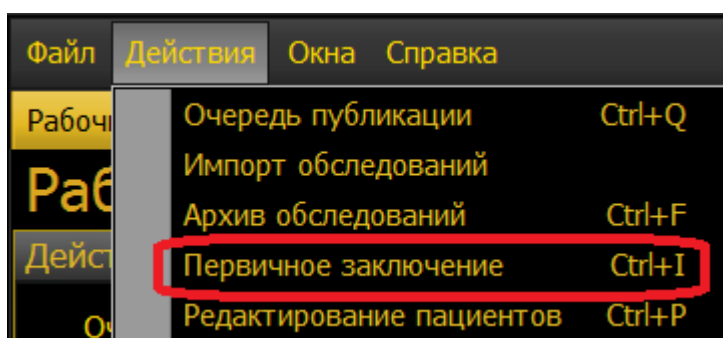 Файл Действия Окна Справка
Очередь публикации Ctrl+Q
Импорт обследований
Архив обследований Ctrl+F
Первичное заключение Ctrl+I
Редактирование пациентов Ctrl+P